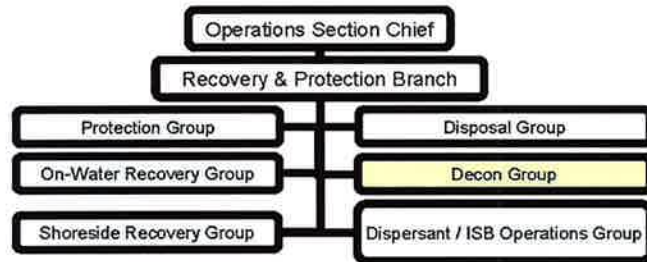 Operations Section Chief
Recovery & Protection Branch
Protection Group
Disposal Group
On-Water Recovery Group
Decon Group
Shoreside Recovery Group
Dispersant / ISB Operations Group